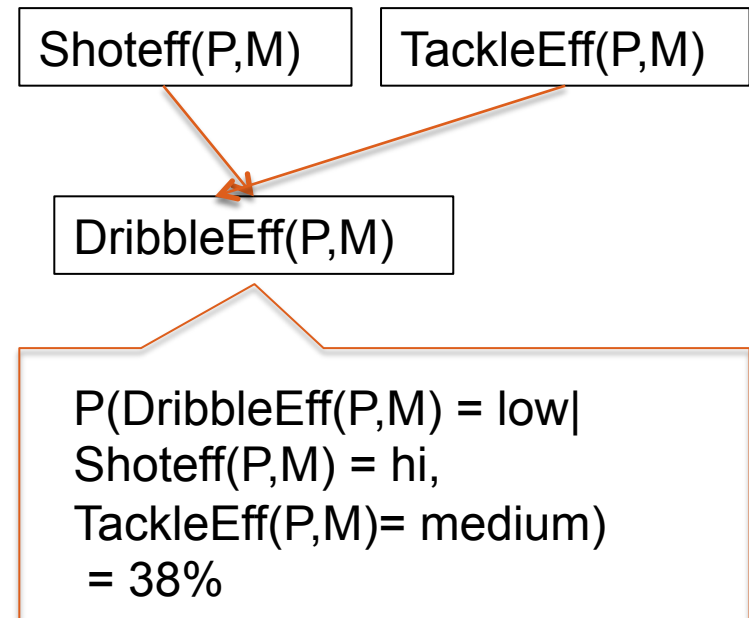 Shoteff(P,M)
TackleEff(P,M)
DribbleEff(P,M)
P(DribbleEff(P,M) = low|
Shoteff(P,M) = hi,
TackleEff(P,M)= medium)
= 38%